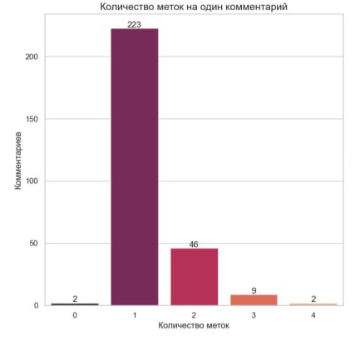 Количество меток на один комментарий
223
200
150
Комментариев
100
50
46
9
2
2
0
0 1 2 3 4
Количество меток